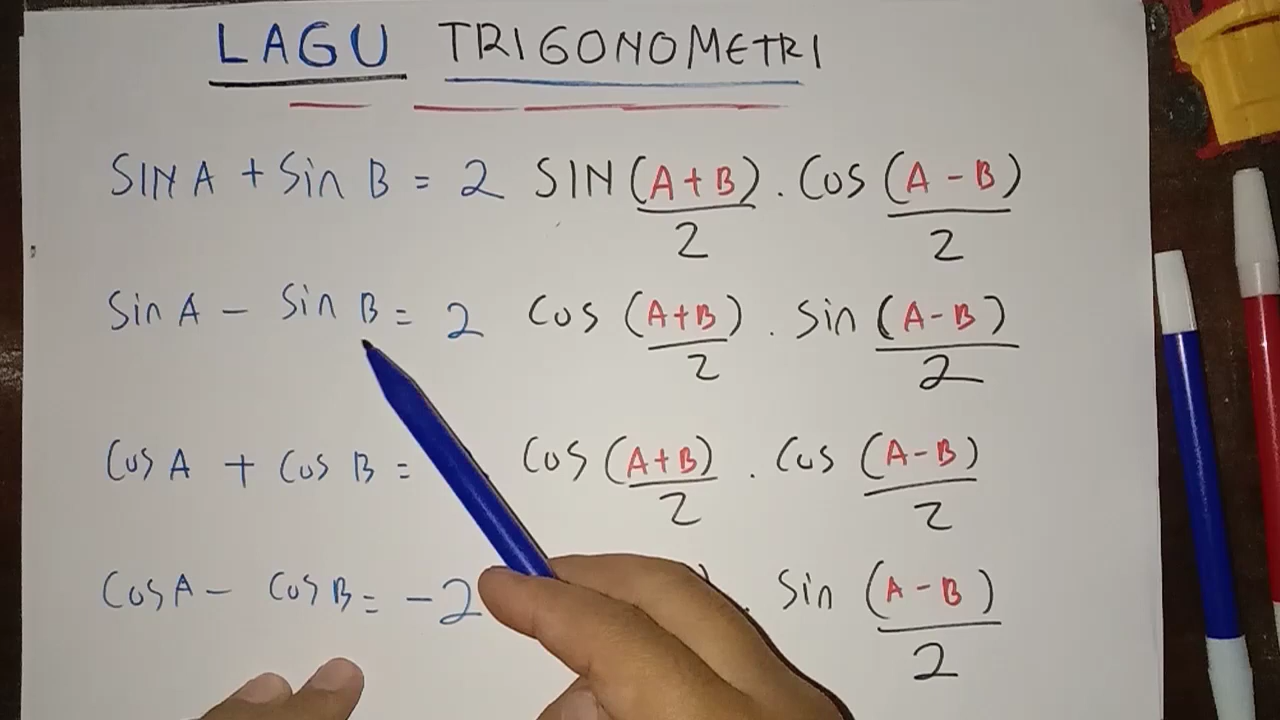 LAGU TRIGONOMETRI
SIN A + Sin B = 2 SIN (A + B)/2 . Cos (A - B)/2
Sin A - Sin B = 2 Cos (A+B)/2 . Sin (A-B)/2
Cos A + Cos B = Cos (A+B)/2 . Cos (A-B)/2
Cos A - Cos B = -2 ) . Sin (A - B)/2